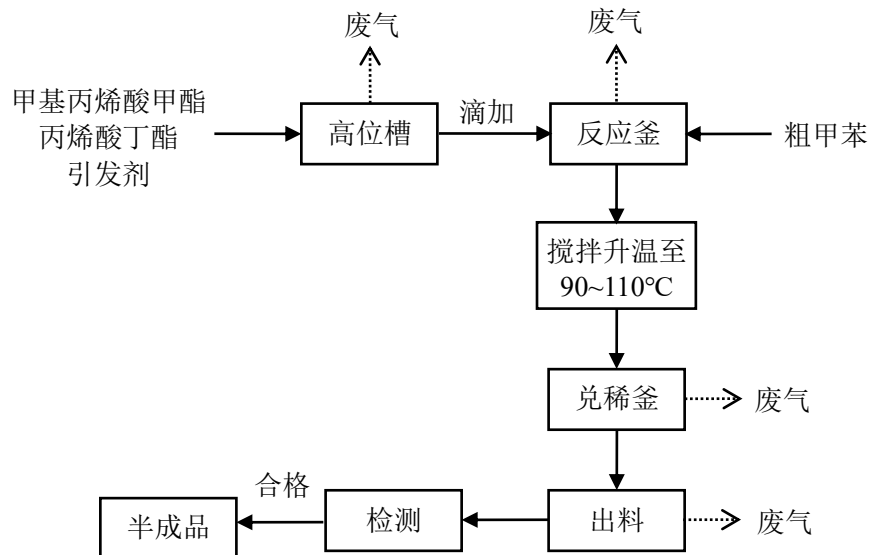 废气
废气
甲基丙烯酸甲酯
丙烯酸丁酯
引发剂
高位槽
滴加
反应釜
粗甲苯
搅拌升温至
90~110℃
兑稀釜
废气
半成品
合格
检测
出料
废气